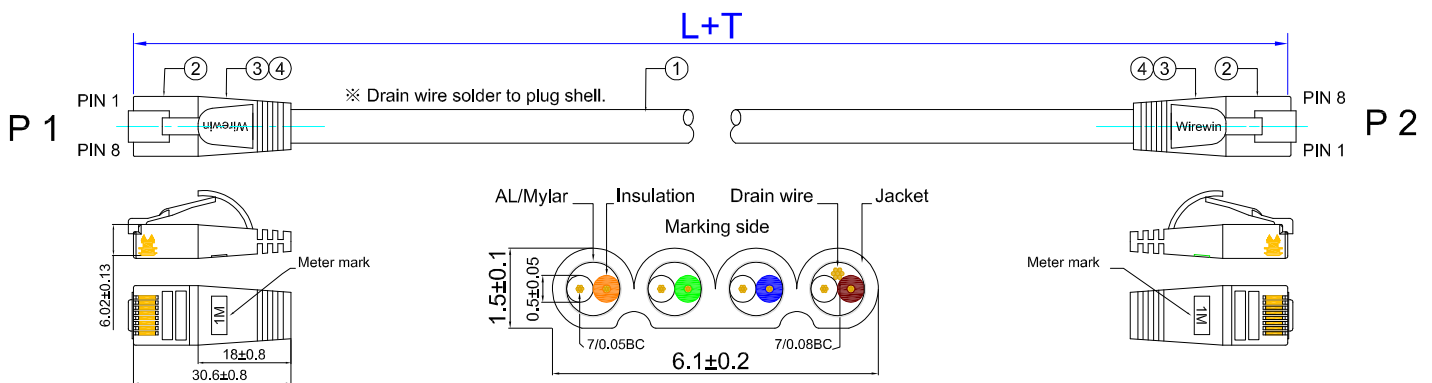 L+T
② ③ ④ ① ④ ③ ②
※ Drain wire solder to plug shell.
PIN 1
PIN 8
P 1
Wirewin
Wirewin
PIN 8
PIN 1
P 2
AL/Mylar Insulation Drain wire Jacket
Marking side
6.02±0.13
Meter mark
1M
18±0.8
30.6±0.8
1.5±0.1
0.5±0.05
7/0.05BC 7/0.08BC
6.1±0.2
Meter mark
1M